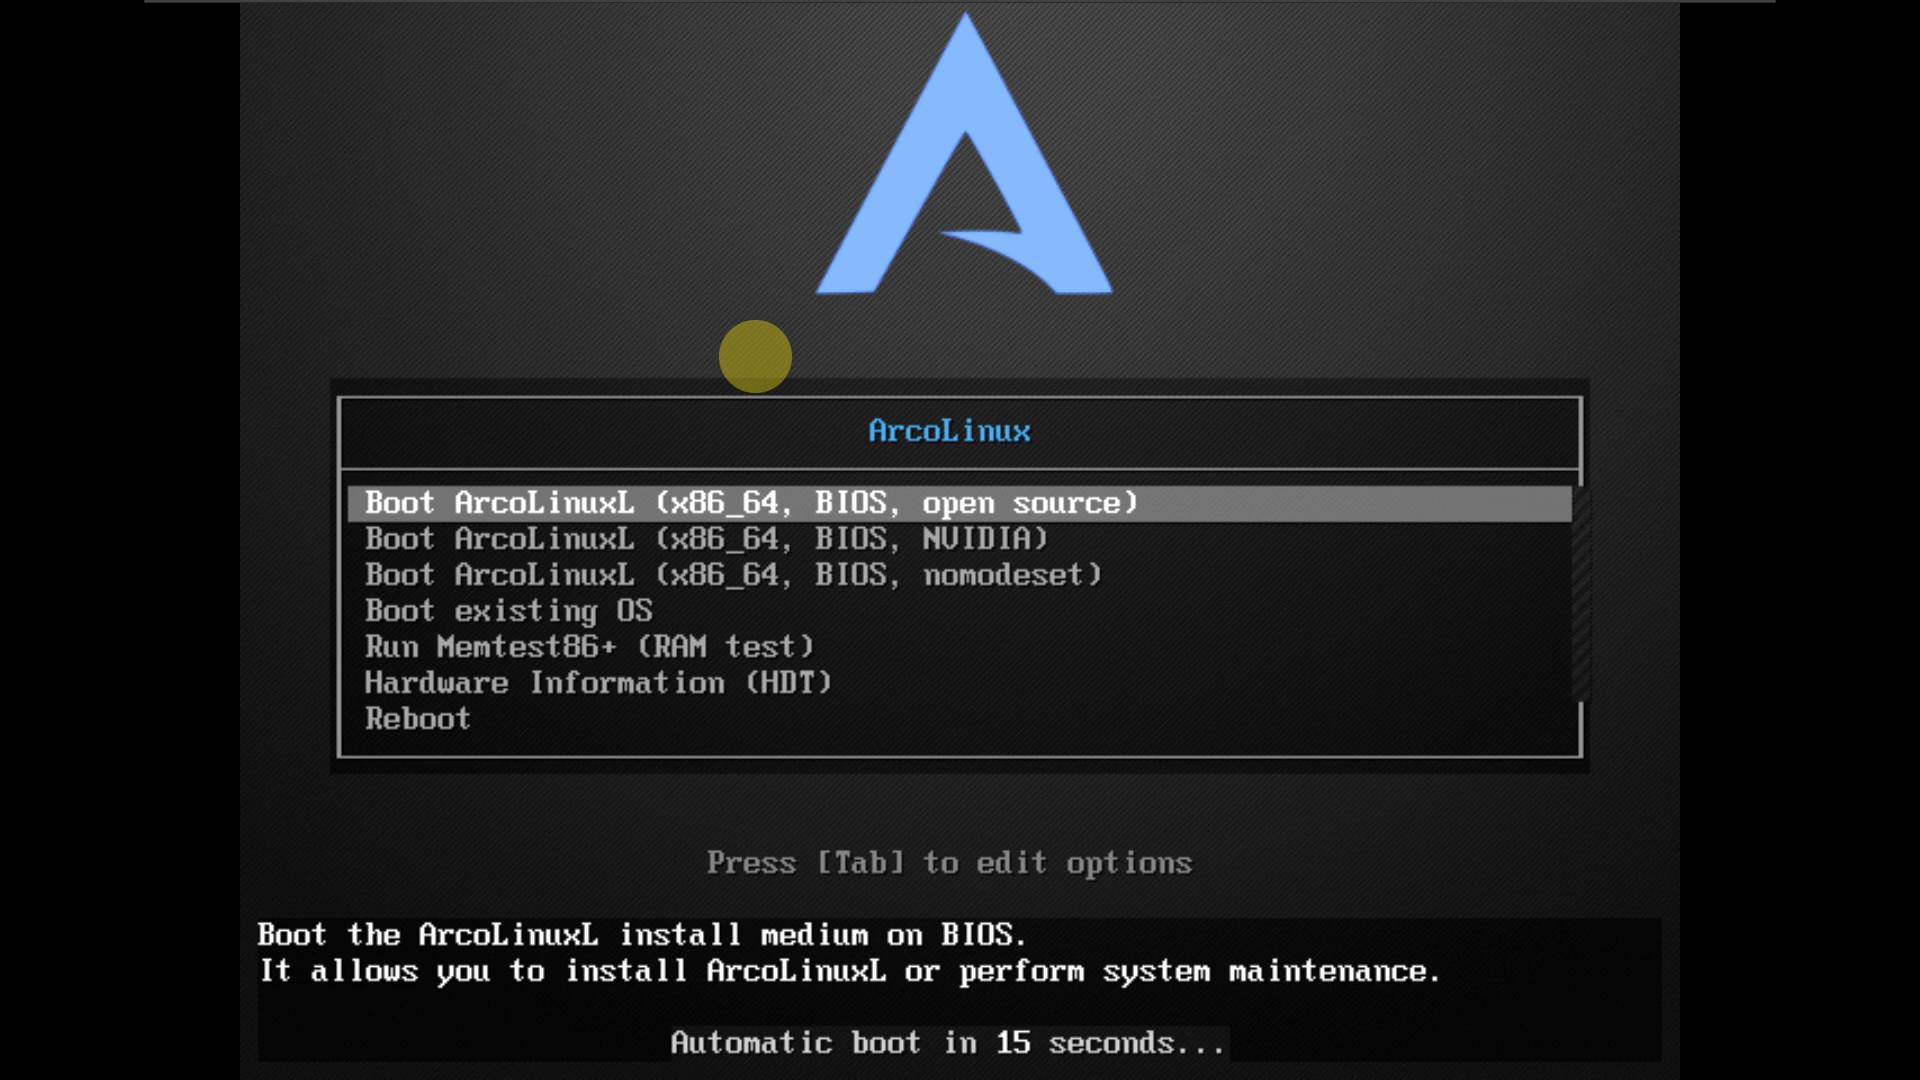 ArcoLinux
Boot ArcoLinuxL (x86_64, BIOS, open source)
Boot ArcoLinuxL (x86_64, BIOS, NVIDIA)
Boot ArcoLinuxL (x86_64, BIOS, nomodeset)
Boot existing OS
Run Memtest86+ (RAM test)
Hardware Information (HDT)
Reboot
Press [Tab] to edit options
Boot the ArcoLinuxL install medium on BIOS.
It allows you to install ArcoLinuxL or perform system maintenance.
Automatic boot in 15 seconds...